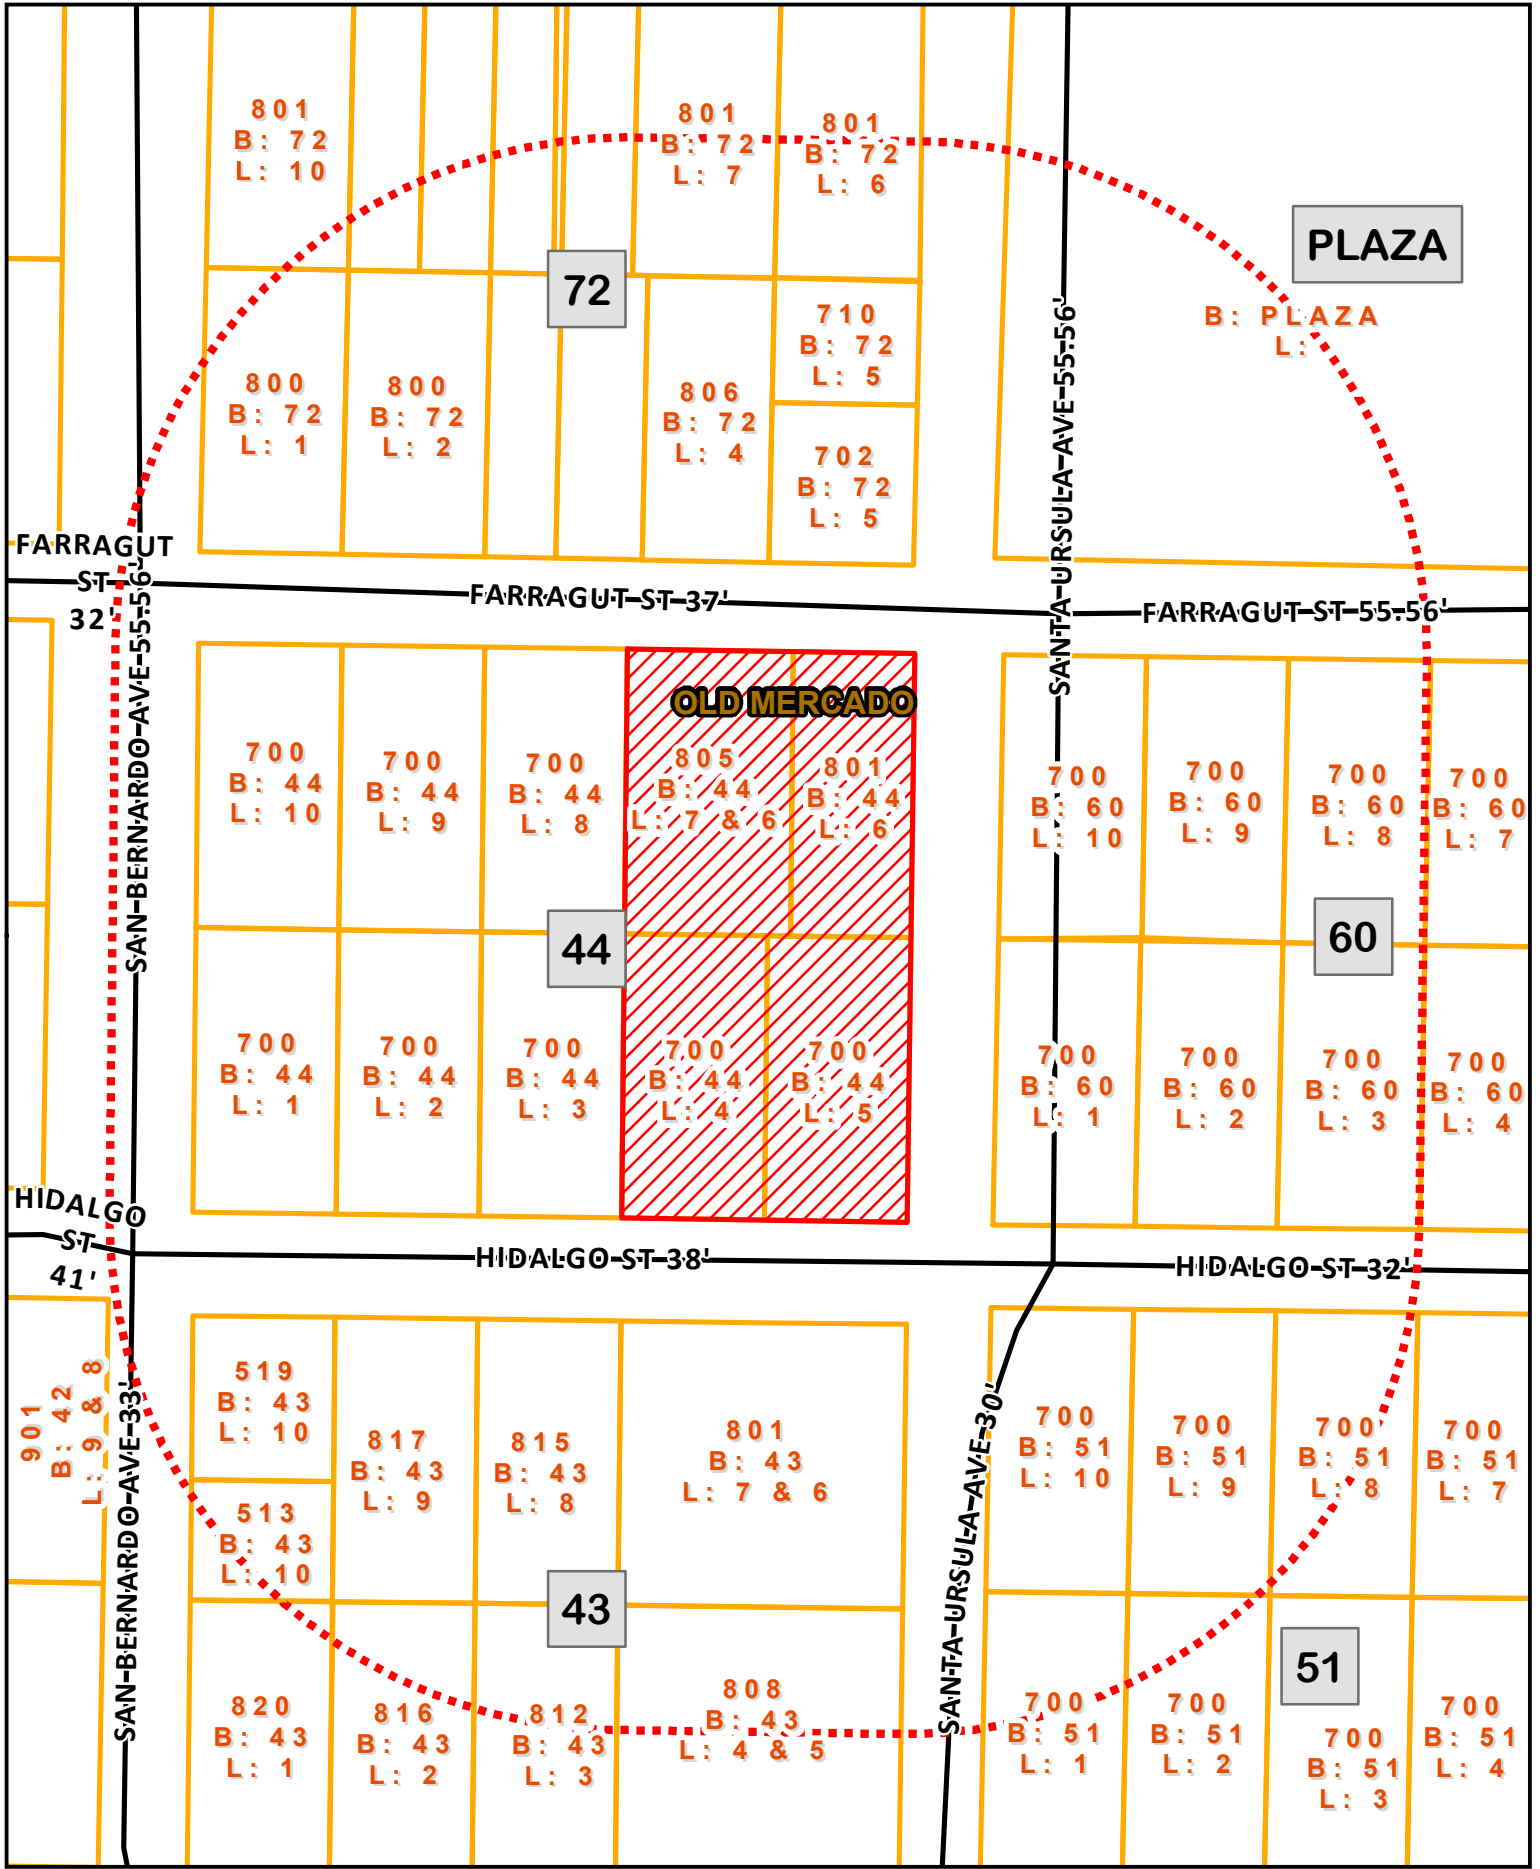 801
B: 72
L: 10
801
B: 72
L: 7
801
B: 72
L: 6
PLAZA
B: PLAZA
L:
72
800
B: 72
L: 1
800
B: 72
L: 2
806
B: 72
L: 4
710
B: 72
L: 5
702
B: 72
L: 5
SANTA URSULA AVE 55.56'
FARRAGUT
ST
32'
FARRAGUT ST 37'
FARRAGUT ST 55.56'
SAN BERNARDO AVE 55.56'
OLD MERCADO
700
B: 44
L: 10
700
B: 44
L: 9
700
B: 44
L: 8
805
B: 44
L: 7 & 6
801
B: 44
L: 6
700
B: 60
L: 10
700
B: 60
L: 9
700
B: 60
L: 8
700
B: 60
L: 7
44
60
700
B: 44
L: 1
700
B: 44
L: 2
700
B: 44
L: 3
700
B: 44
L: 4
700
B: 44
L: 5
700
B: 60
L: 1
700
B: 60
L: 2
700
B: 60
L: 3
700
B: 60
L: 4
HIDALGO
ST
41'
HIDALGO ST 38'
HIDALGO ST 32'
901
B: 42
L: 9 & 8
SAN BERNARDO AVE 33'
519
B: 43
L: 10
513
B: 43
L: 10
817
B: 43
L: 9
815
B: 43
L: 8
801
B: 43
L: 7 & 6
SANTA URSULA AVE 30'
700
B: 51
L: 10
700
B: 51
L: 9
700
B: 51
L: 8
700
B: 51
L: 7
43
51
820
B: 43
L: 1
816
B: 43
L: 2
812
B: 43
L: 3
808
B: 43
L: 4 & 5
700
B: 51
L: 1
700
B: 51
L: 2
700
B: 51
L: 3
700
B: 51
L: 4